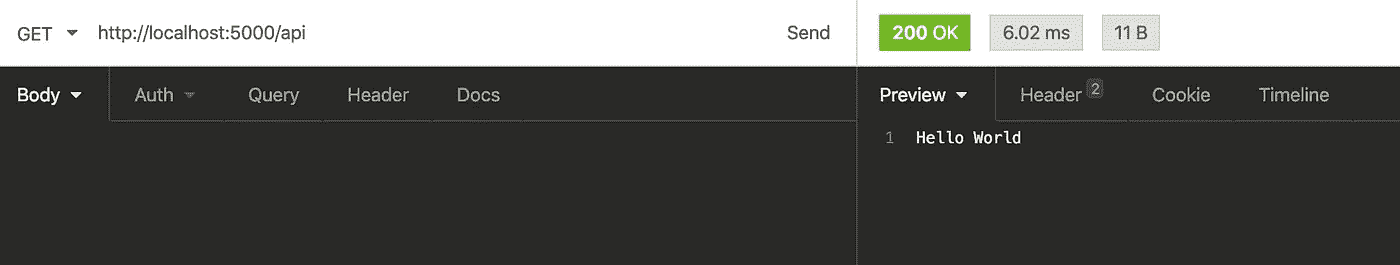 GET http://localhost:5000/api Send 200 OK 6.02 ms 11 B
Body Auth Query Header Docs Preview Header 2 Cookie Timeline
1 Hello World